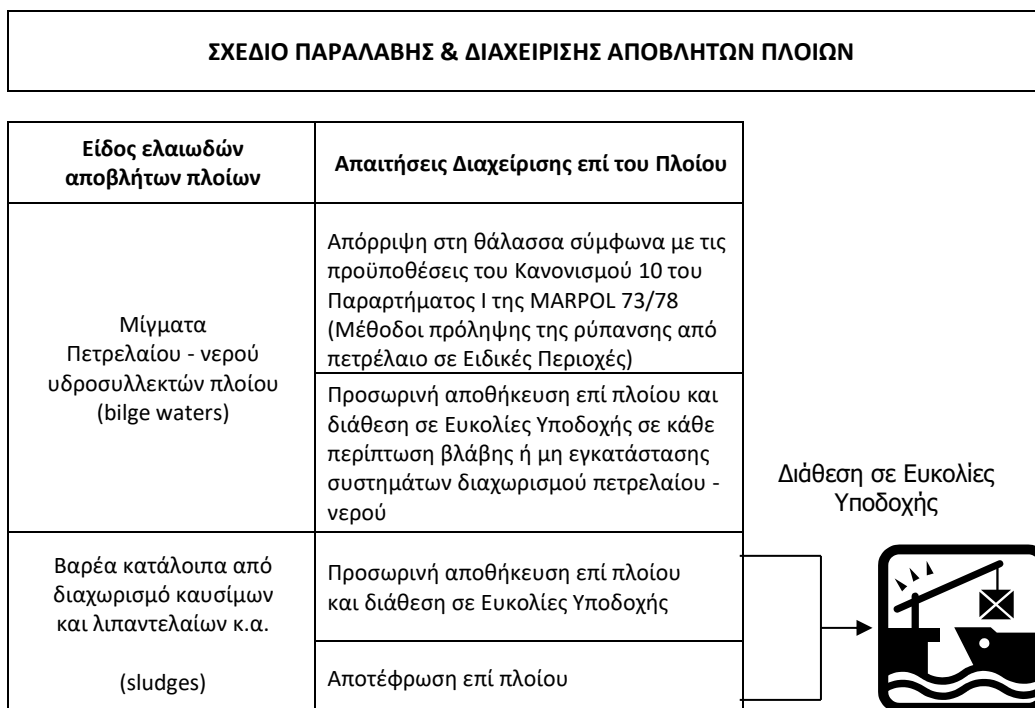 ΣΧΕΔΙΟ ΠΑΡΑΛΑΒΗΣ & ΔΙΑΧΕΙΡΙΣΗΣ ΑΠΟΒΛΗΤΩΝ ΠΛΟΙΩΝ
Είδος ελαιωδών
αποβλήτων πλοίων
Απαιτήσεις Διαχείρισης επί του Πλοίου
Μίγματα
Πετρελαίου - νερού
υδροσυλλεκτών πλοίου
(bilge waters)
Απόρριψη στη θάλασσα σύμφωνα με τις
προϋποθέσεις του Κανονισμού 10 του
Παραρτήματος Ι της MARPOL 73/78
(Μέθοδοι πρόληψης της ρύπανσης από
πετρέλαιο σε Ειδικές Περιοχές)
Προσωρινή αποθήκευση επί πλοίου και
διάθεση σε Ευκολίες Υποδοχής σε κάθε
περίπτωση βλάβης ή μη εγκατάστασης
συστημάτων διαχωρισμού πετρελαίου -
νερού
Διάθεση σε Ευκολίες
Υποδοχής
Βαρέα κατάλοιπα από
διαχωρισμό καυσίμων
και λιπαντελαίων κ.α.
(sludges)
Προσωρινή αποθήκευση επί πλοίου
και διάθεση σε Ευκολίες Υποδοχής
Αποτέφρωση επί πλοίου